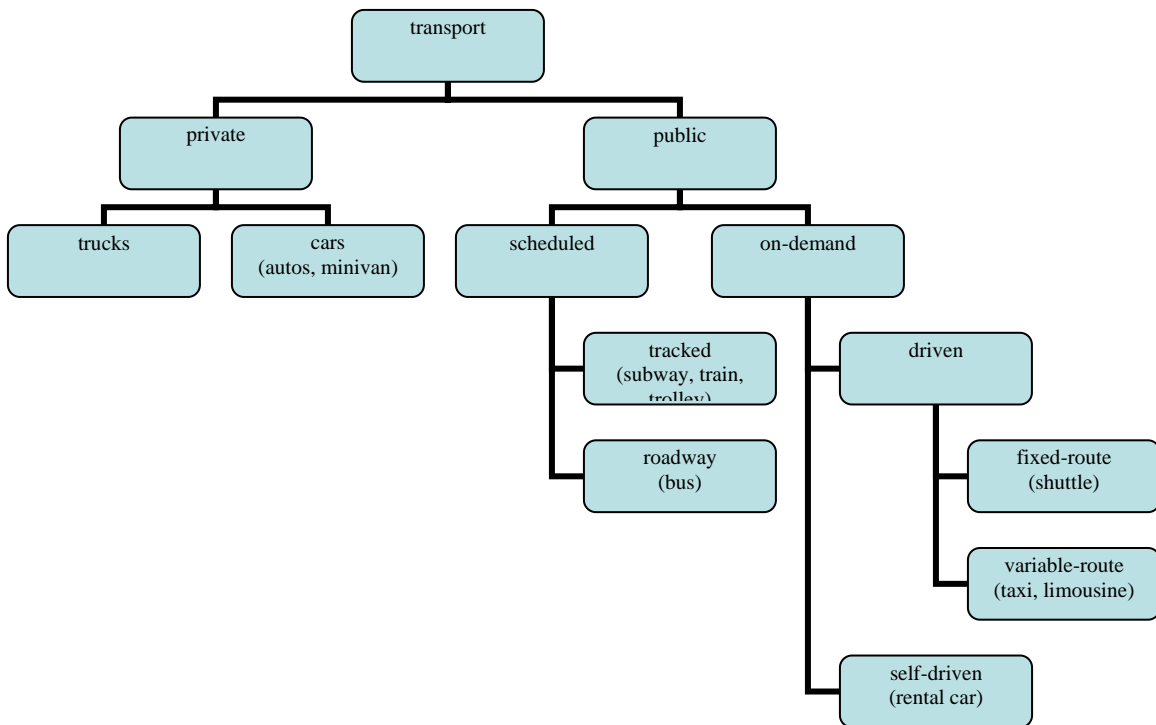 transport
private
public
trucks
cars
(autos, minivan)
scheduled
on-demand
tracked
(subway, train,
trolley)
driven
roadway
(bus)
fixed-route
(shuttle)
variable-route
(taxi, limousine)
self-driven
(rental car)